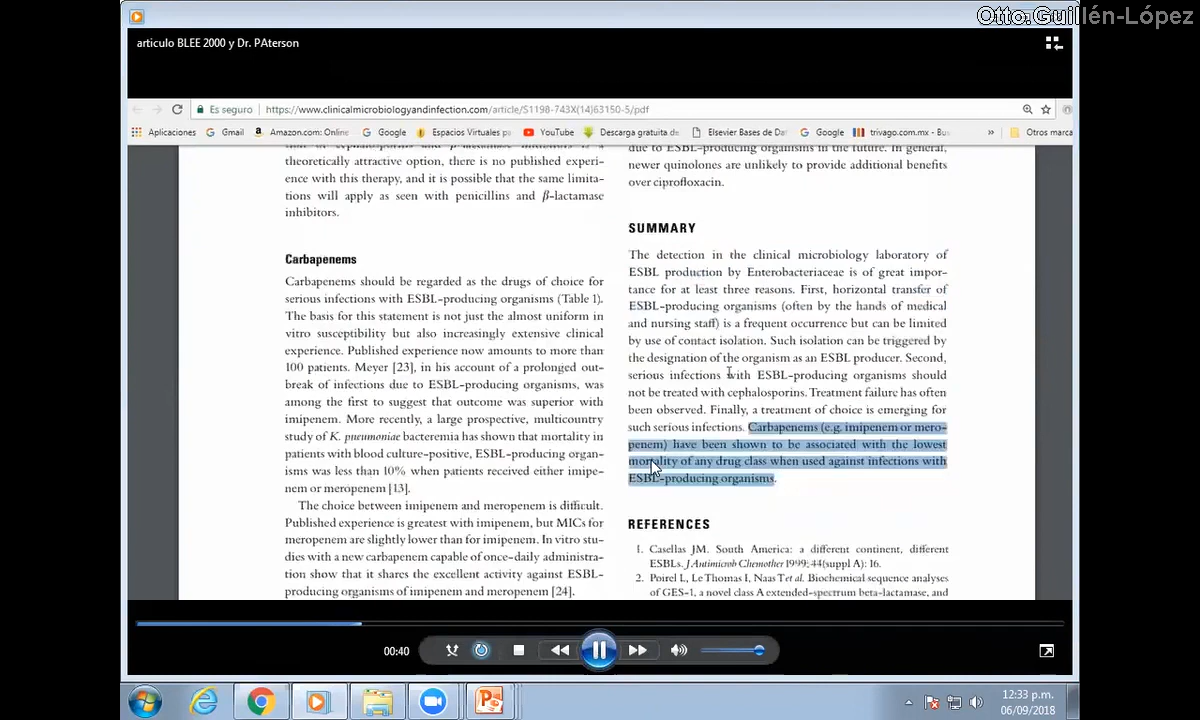 Otto.Guillén-López
articulo BLEE 2000 y Dr. PAterson
Es seguro | https://www.clinicalmicrobiologyandinfection.com/article/S1198-743X(14)63150-5/pdf
Aplicaciones Gmail Amazon.com: Online Google Espacios Virtuales pa YouTube Descarga gratuita de Elsevier Bases de Dat Google trivago.com.mx - Bus » Otros marca
theoretically attractive option, there is no published experi-
ence with this therapy, and it is possible that the same limita-
tions will apply as seen with penicillins and β-lactamase
inhibitors.
Carbapenems
Carbapenems should be regarded as the drugs of choice for
serious infections with ESBL-producing organisms (Table 1).
The basis for this statement is not just the almost uniform in
vitro susceptibility but also increasingly extensive clinical
experience. Published experience now amounts to more than
100 patients. Meyer [23], in his account of a prolonged out-
break of infections due to ESBL-producing organisms, was
among the first to suggest that outcome was superior with
imipenem. More recently, a large prospective, multicountry
study of K. pneumoniae bacteremia has shown that mortality in
patients with blood culture-positive, ESBL-producing organ-
isms was less than 10% when patients received either imipe-
nem or meropenem [13].
The choice between imipenem and meropenem is difficult.
Published experience is greatest with imipenem, but MICs for
meropenem are slightly lower than for imipenem. In vitro stu-
dies with a new carbapenem capable of once-daily administra-
tion show that it shares the excellent activity against ESBL-
producing organisms of imipenem and meropenem [24].
due to ESBL-producing organisms in the future. In general,
newer quinolones are unlikely to provide additional benefits
over ciprofloxacin.
SUMMARY
The detection in the clinical microbiology laboratory of
ESBL production by Enterobacteriaceae is of great impor-
tance for at least three reasons. First, horizontal transfer of
ESBL-producing organisms (often by the hands of medical
and nursing staff) is a frequent occurrence but can be limited
by use of contact isolation. Such isolation can be triggered by
the designation of the organism as an ESBL producer. Second,
serious infections with ESBL-producing organisms should
not be treated with cephalosporins. Treatment failure has often
been observed. Finally, a treatment of choice is emerging for
such serious infections. Carbapenems (e.g. imipenem or mero-
penem) have been shown to be associated with the lowest
mortality of any drug class when used against infections with
ESBL-producing organisms.
REFERENCES
1. Casellas JM. South America: a different continent, different
ESBLs. J Antimicrob Chemother 1999; 44(suppl A): 16.
2. Poirel L, Le Thomas I, Naas T et al. Biochemical sequence analyses
of GES-1, a novel class A extended-spectrum beta-lactamase, and
00:40
12:33 p.m.
06/09/2018